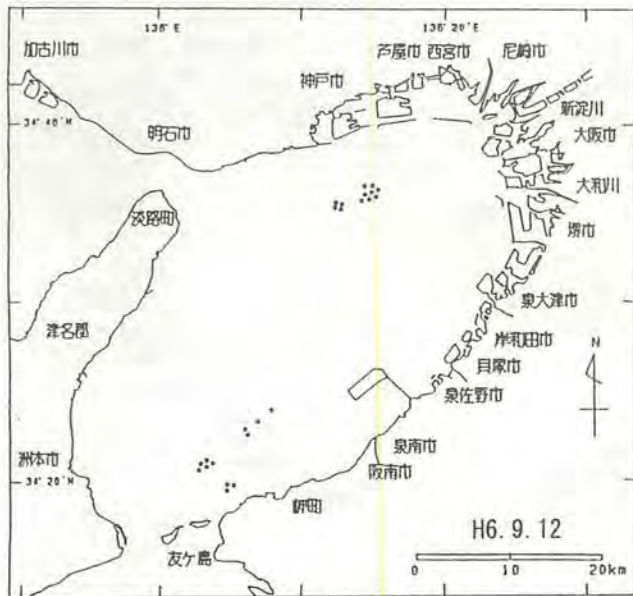 135°E
135°20'E
加古川市
芦屋市
西宮市
尼崎市
神戸市
新淀川
34°40'N
明石市
大阪市
大和川
淡路町
堺市
泉大津市
津名郡
岸和田市
N
貝塚市
泉佐野市
泉南市
洲本市
阪南市
34°20'N
岬町
H6.9.12
友ケ島
0 10 20km